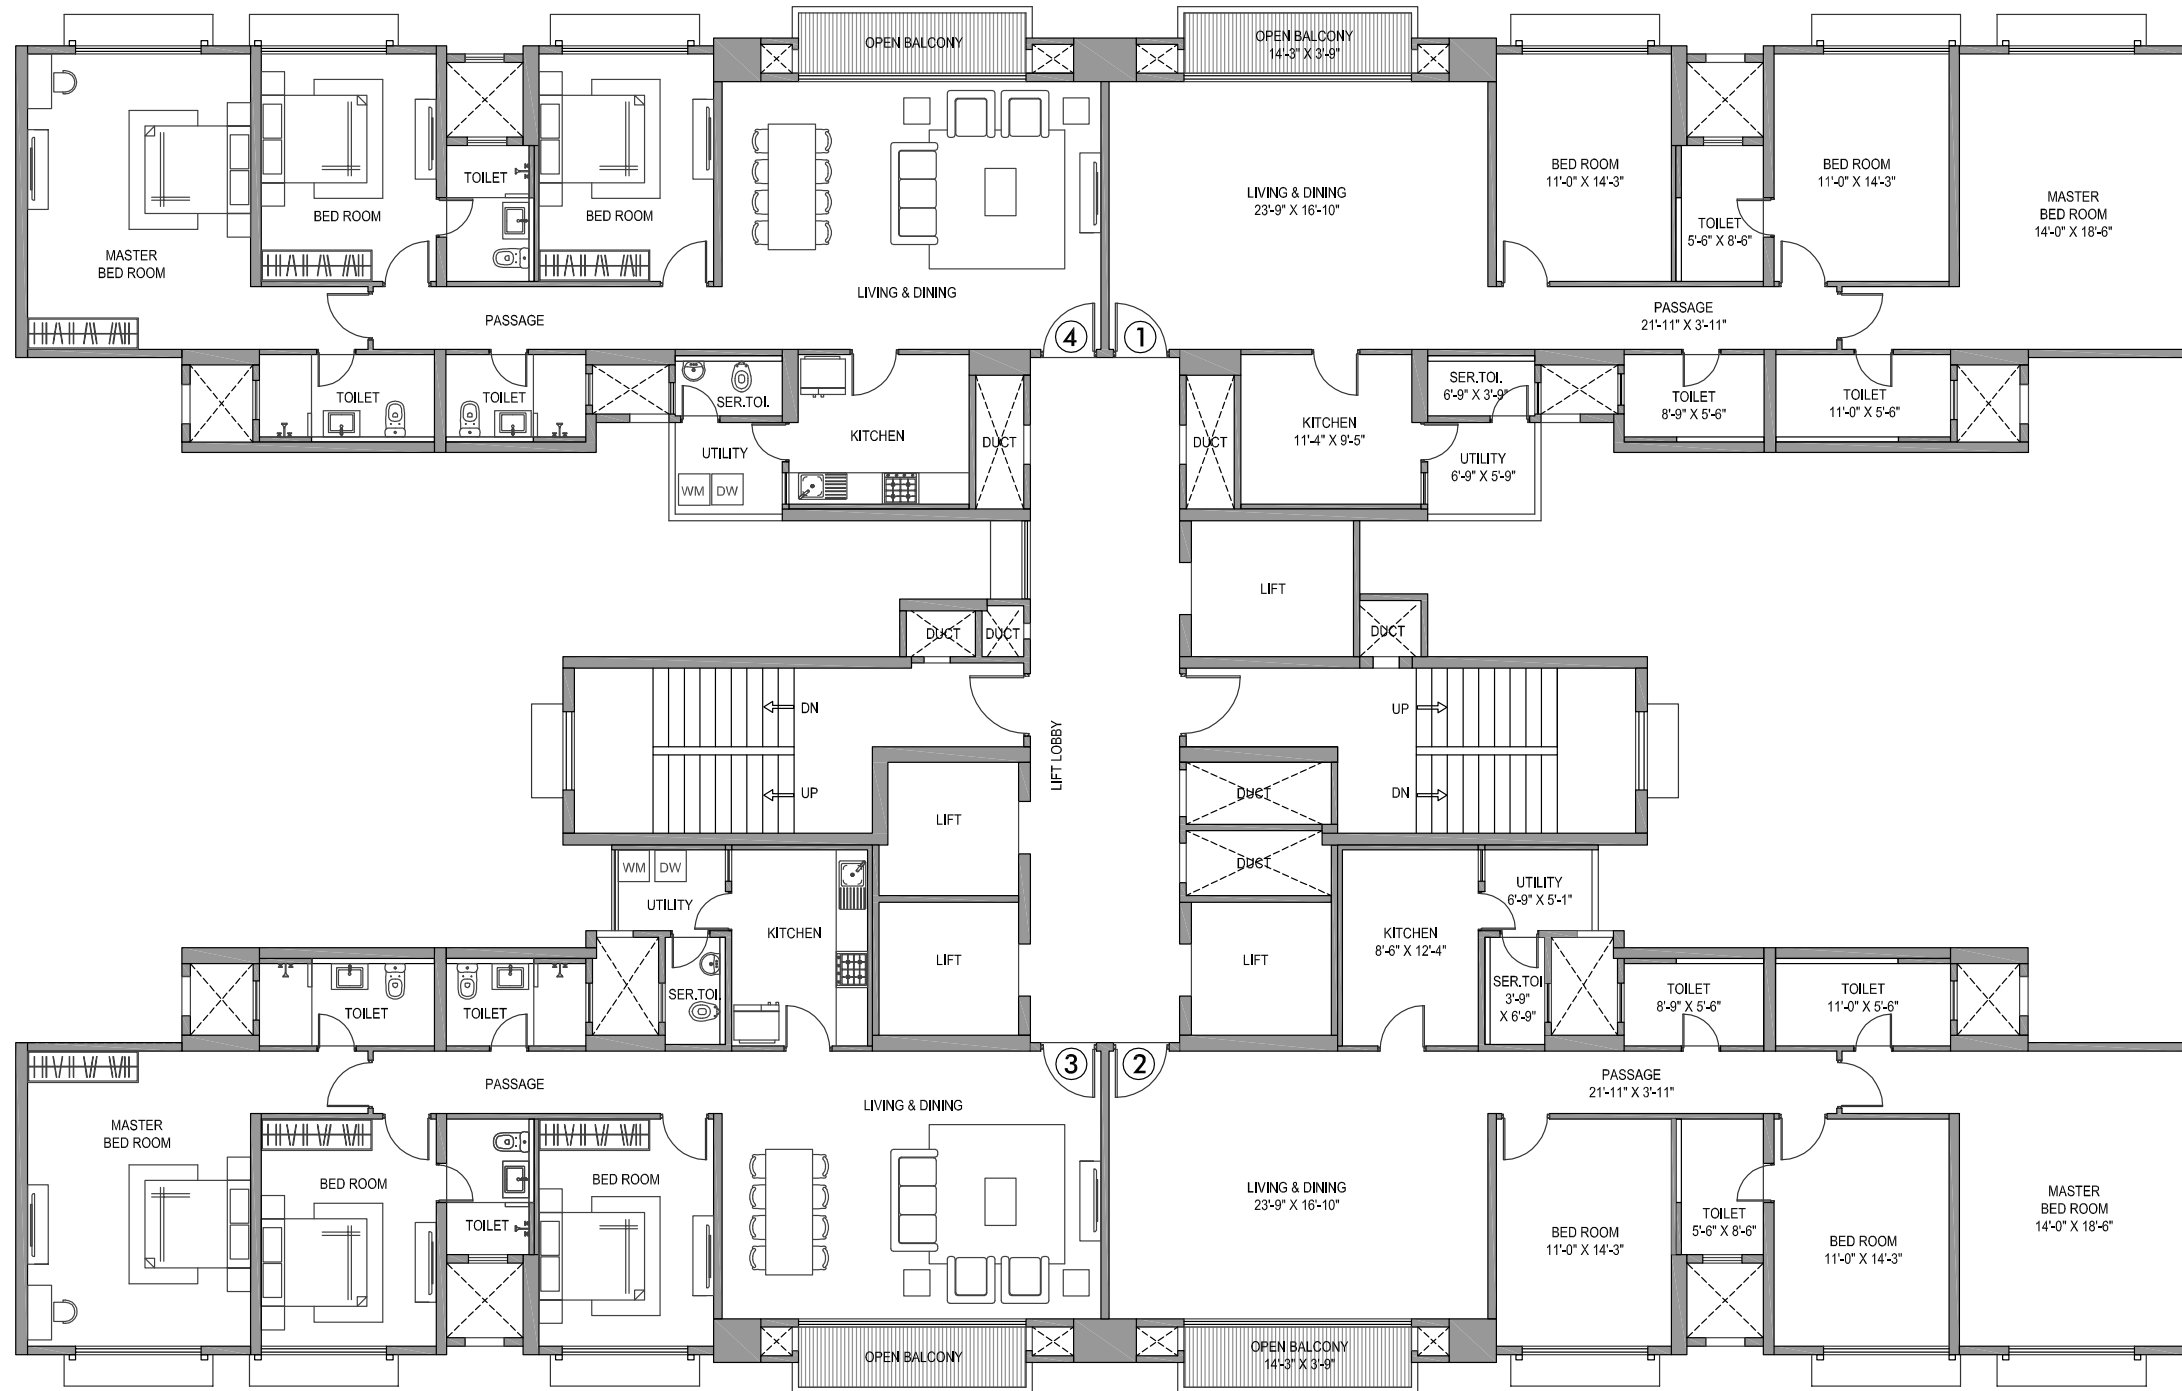 OPEN BALCONY
OPEN BALCONY
14'-3" X 3'-9"
TOILET
BED ROOM
BED ROOM
MASTER
BED ROOM
LIVING & DINING
PASSAGE
LIVING & DINING
23'-9" X 16'-10"
BED ROOM
11'-0" X 14'-3"
TOILET
5'-6" X 8'-6"
BED ROOM
11'-0" X 14'-3"
MASTER
BED ROOM
14'-0" X 18'-6"
PASSAGE
21'-11" X 3'-11"
4
1
TOILET
TOILET
SER.TOI.
KITCHEN
UTILITY
WM
DW
DUCT
DUCT
KITCHEN
11'-4" X 9'-5"
SER.TOI.
6'-9" X 3'-9"
UTILITY
6'-9" X 5'-9"
TOILET
8'-9" X 5'-6"
TOILET
11'-0" X 5'-6"
LIFT
DUCT
DUCT
DUCT
DN
UP
LIFT LOBBY
UP
DN
LIFT
DUCT
DUCT
WM
DW
UTILITY
KITCHEN
LIFT
LIFT
KITCHEN
8'-6" X 12'-4"
UTILITY
6'-9" X 5'-1"
TOILET
TOILET
SER.TOI.
SER.TOI
3'-9"
X 6'-9"
TOILET
8'-9" X 5'-6"
TOILET
11'-0" X 5'-6"
3
2
PASSAGE
LIVING & DINING
PASSAGE
21'-11" X 3'-11"
MASTER
BED ROOM
BED ROOM
BED ROOM
TOILET
LIVING & DINING
23'-9" X 16'-10"
BED ROOM
11'-0" X 14'-3"
TOILET
5'-6" X 8'-6"
BED ROOM
11'-0" X 14'-3"
MASTER
BED ROOM
14'-0" X 18'-6"
OPEN BALCONY
OPEN BALCONY
14'-3" X 3'-9"